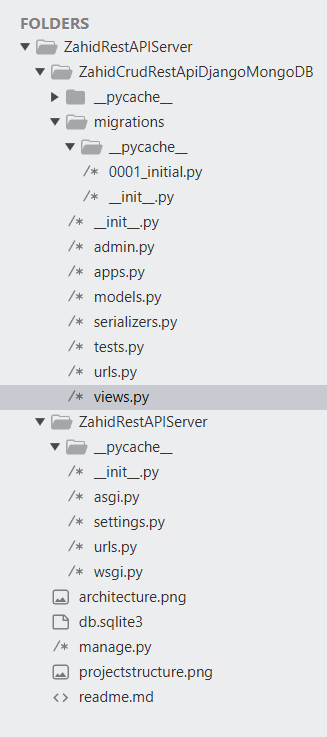 FOLDERS
ZahidRestAPIServer
ZahidCrudRestApiDjangoMongoDB
__pycache__
migrations
__pycache__
0001_initial.py
__init__.py
__init__.py
admin.py
apps.py
models.py
serializers.py
tests.py
urls.py
views.py
ZahidRestAPIServer
__pycache__
__init__.py
asgi.py
settings.py
urls.py
wsgi.py
architecture.png
db.sqlite3
manage.py
projectstructure.png
readme.md